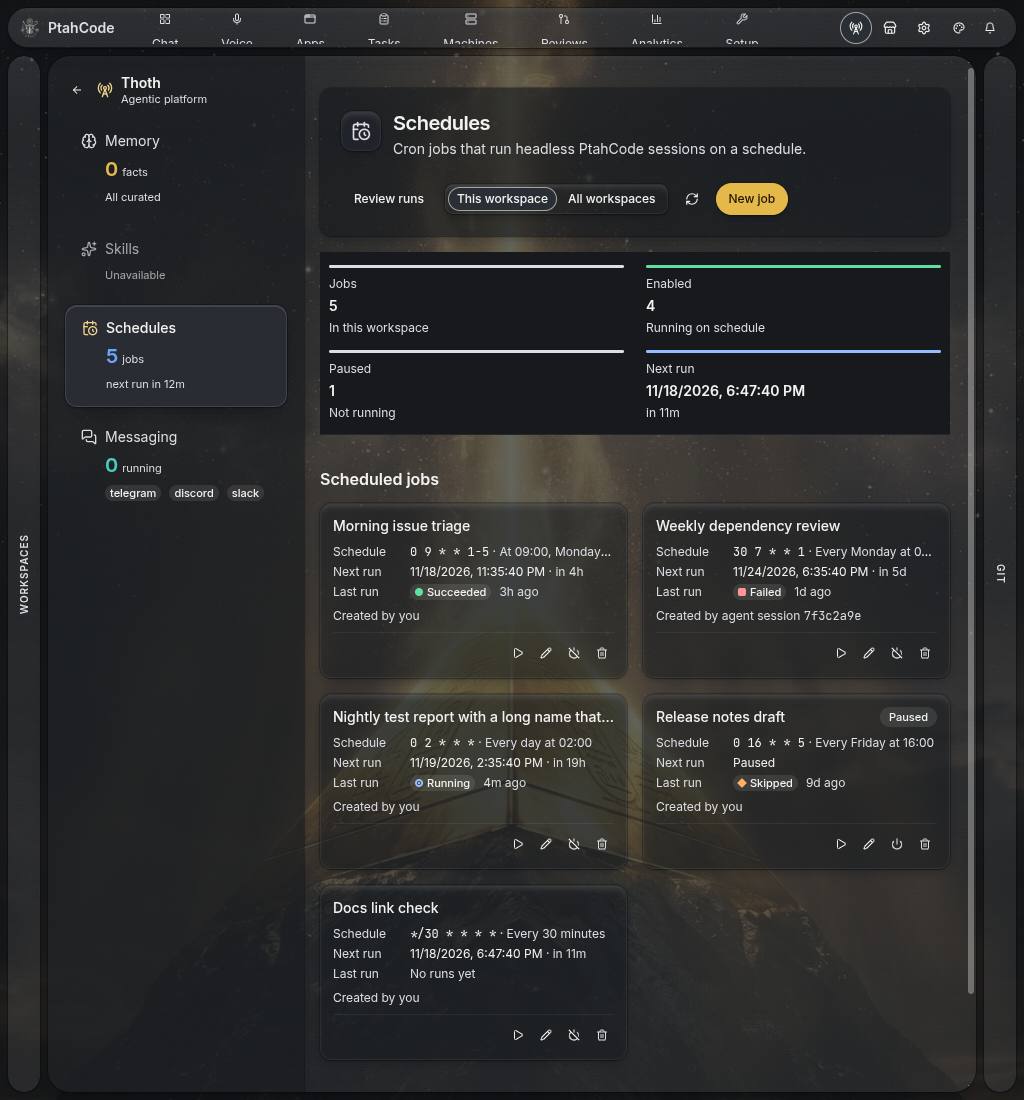 PtahCode
Chat
Voice
Apps
Tasks
Machines
Reviews
Analytics
Setup
WORKSPACES
Thoth
Agentic platform
Memory
0 facts
All curated
Skills
Unavailable
Schedules
5 jobs
next run in 12m
Messaging
0 running
telegram discord slack
Schedules
Cron jobs that run headless PtahCode sessions on a schedule.
Review runs This workspace All workspaces New job
Jobs
5
In this workspace
Enabled
4
Running on schedule
Paused
1
Not running
Next run
11/18/2026, 6:47:40 PM
in 11m
Scheduled jobs
Morning issue triage
Schedule 0 9 * * 1-5 · At 09:00, Monday...
Next run 11/18/2026, 11:35:40 PM · in 4h
Last run Succeeded 3h ago
Created by you
Weekly dependency review
Schedule 30 7 * * 1 · Every Monday at 0...
Next run 11/24/2026, 6:35:40 PM · in 5d
Last run Failed 1d ago
Created by agent session 7f3c2a9e
Nightly test report with a long name that...
Schedule 0 2 * * * · Every day at 02:00
Next run 11/19/2026, 2:35:40 PM · in 19h
Last run Running 4m ago
Created by you
Release notes draft Paused
Schedule 0 16 * * 5 · Every Friday at 16:00
Next run Paused
Last run Skipped 9d ago
Created by you
Docs link check
Schedule */30 * * * * · Every 30 minutes
Next run 11/18/2026, 6:47:40 PM · in 11m
Last run No runs yet
Created by you
GIT